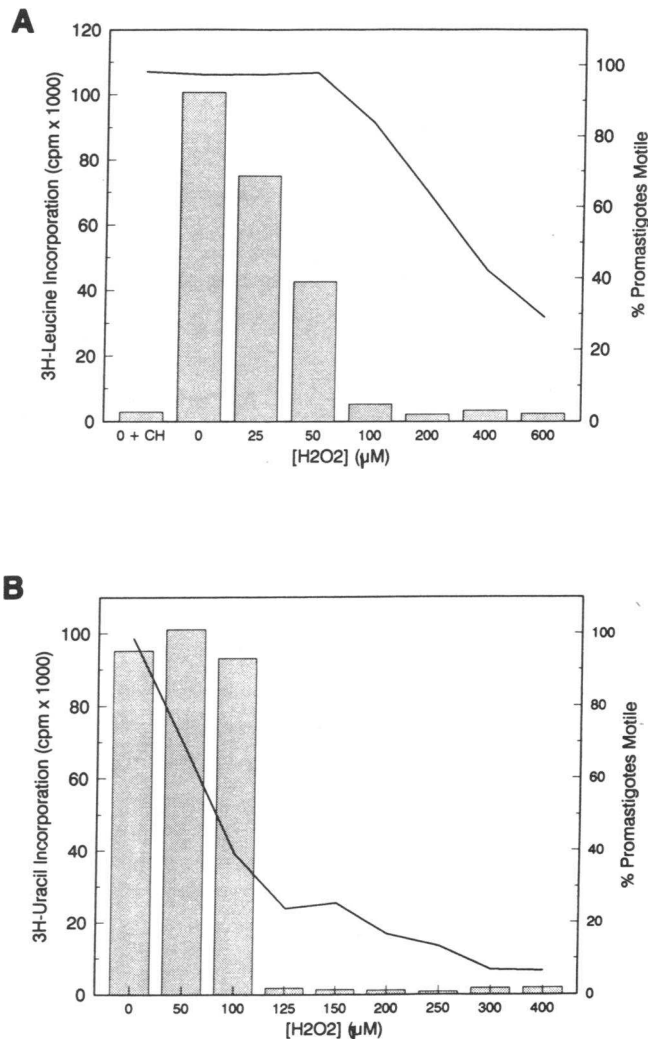 A
3H-Leucine Incorporation (cpm x 1000)
120
100
80
60
40
20
0
100
80
60
40
20
0
% Promastigotes Motile
0 + CH 0 25 50 100 200 400 600
[H2O2] (μM)
B
3H-Uracil Incorporation (cpm x 1000)
100
80
60
40
20
0
100
80
60
40
20
0
% Promastigotes Motile
0 50 100 125 150 200 250 300 400
[H2O2] (μM)